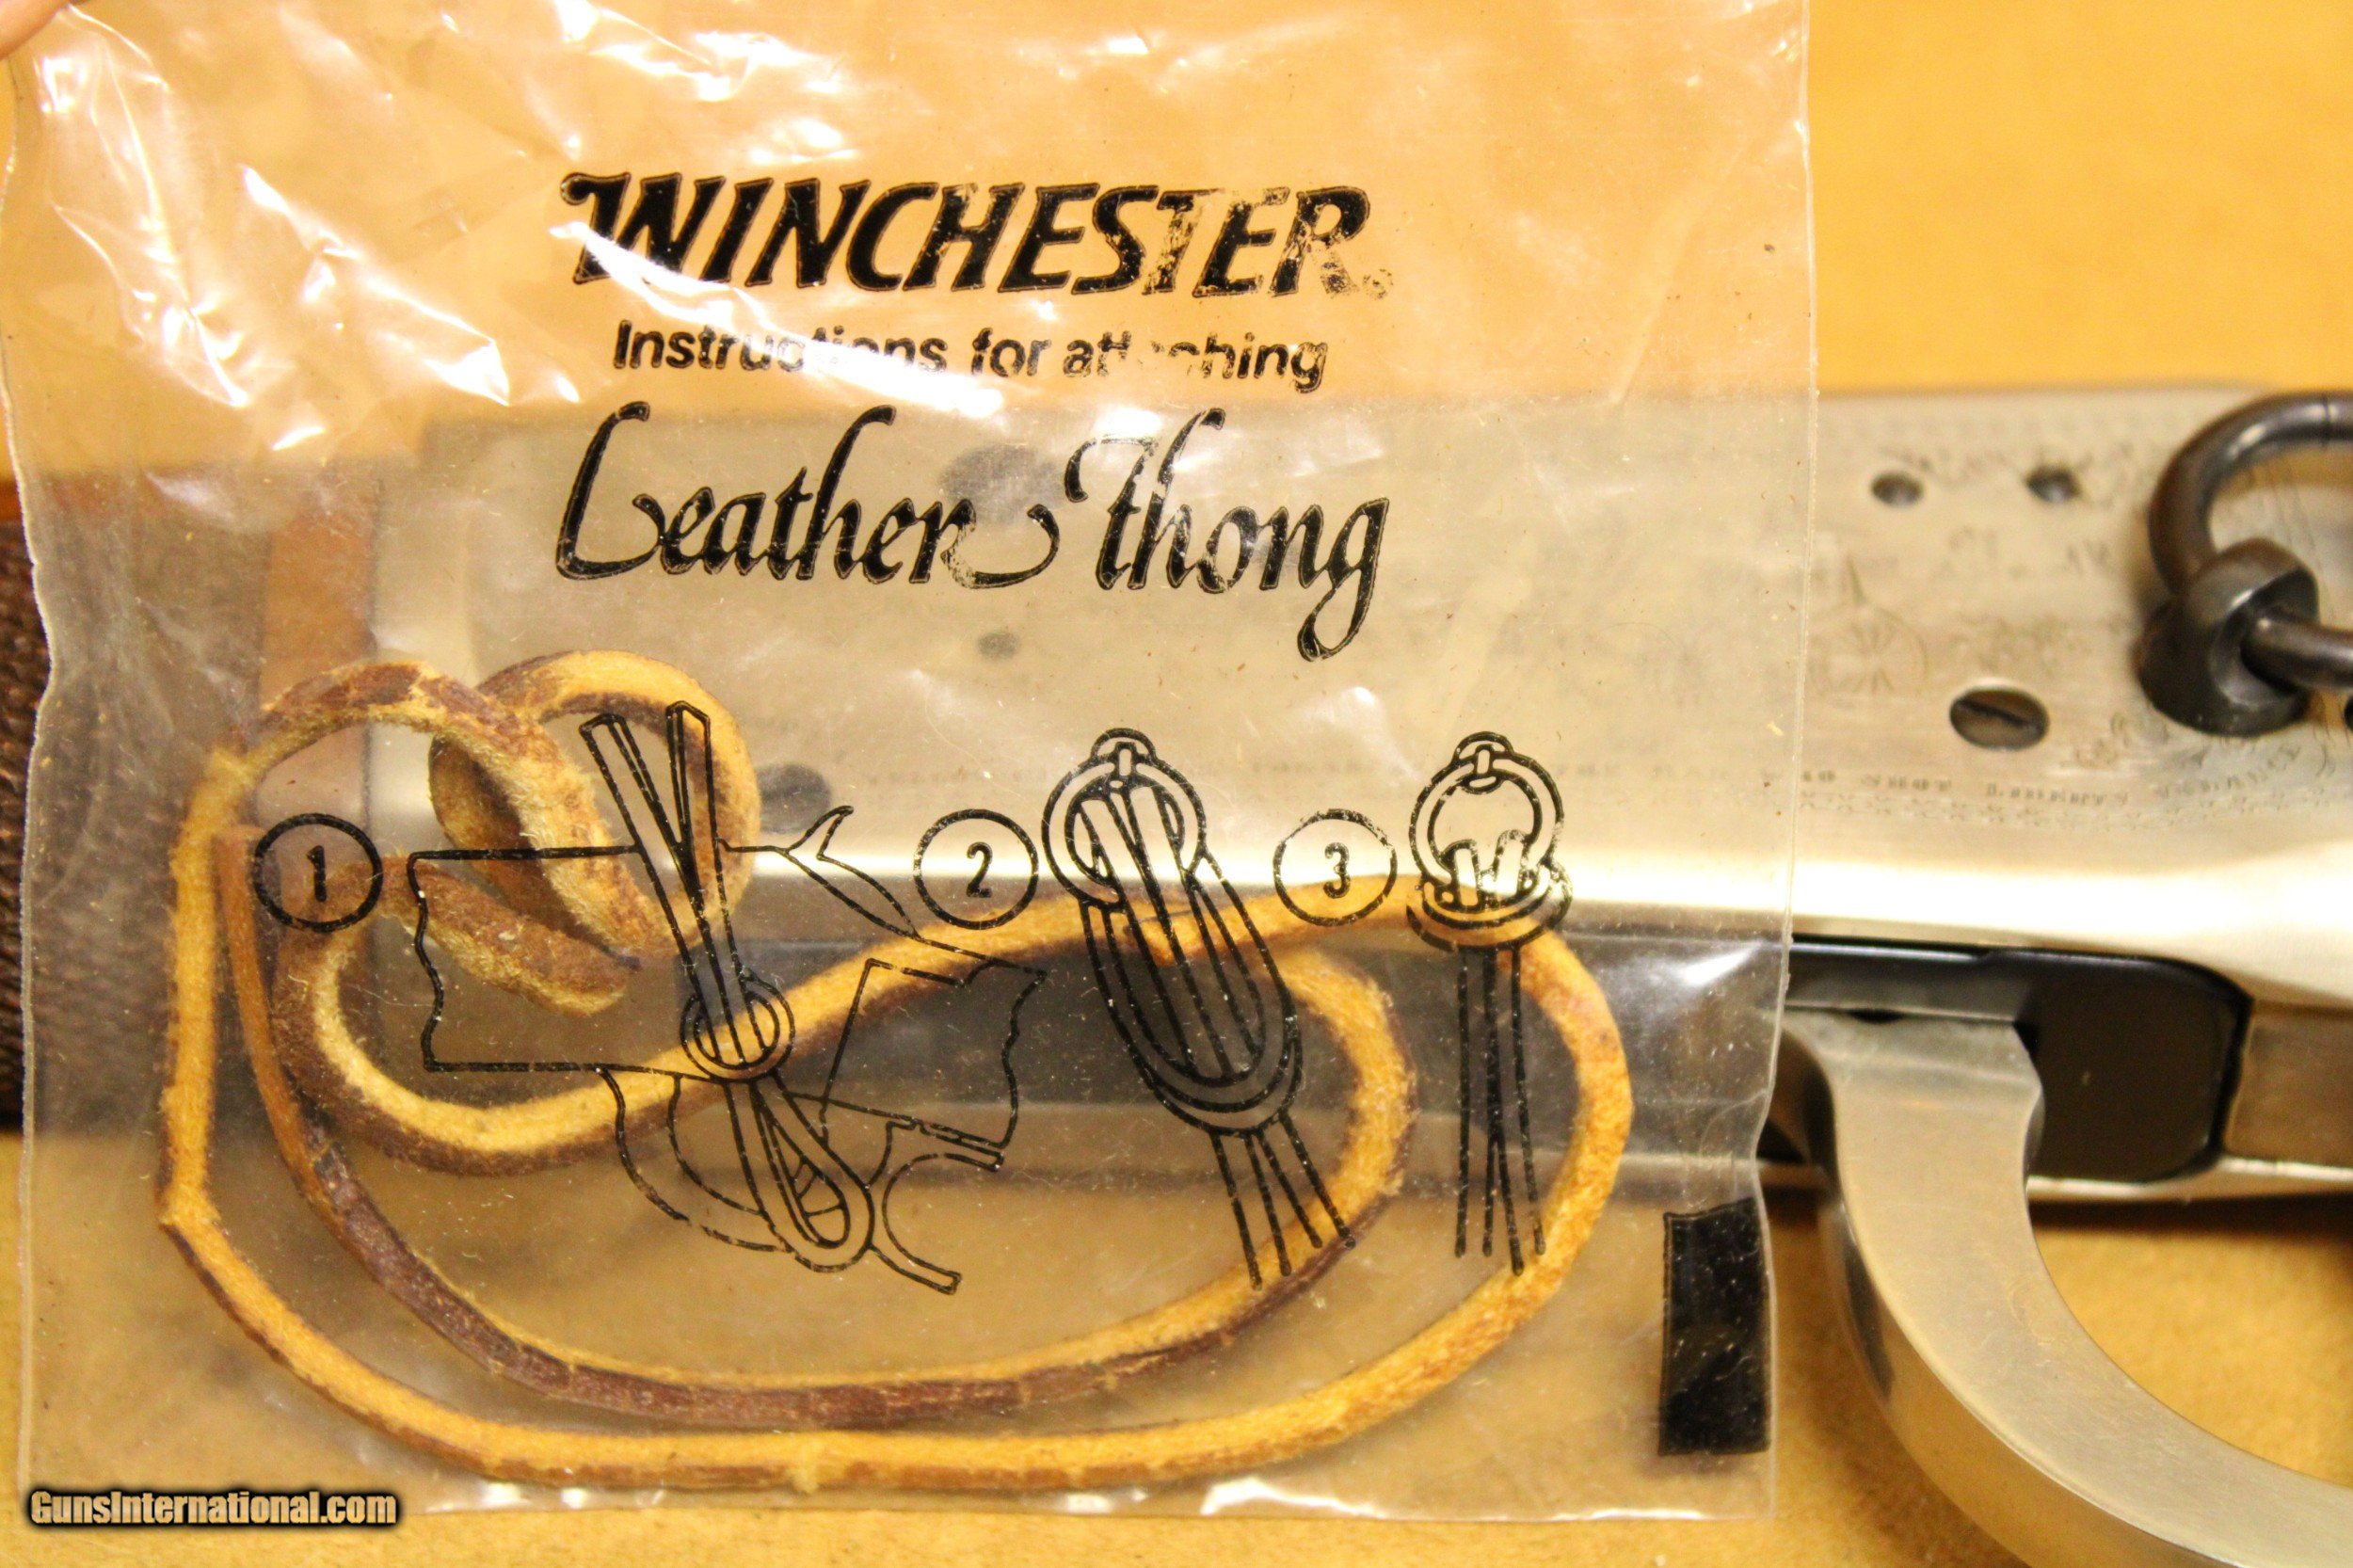 WINCHESTER®
Instructions for attaching
Leather Thong
1
2
3
GunsInternational.com